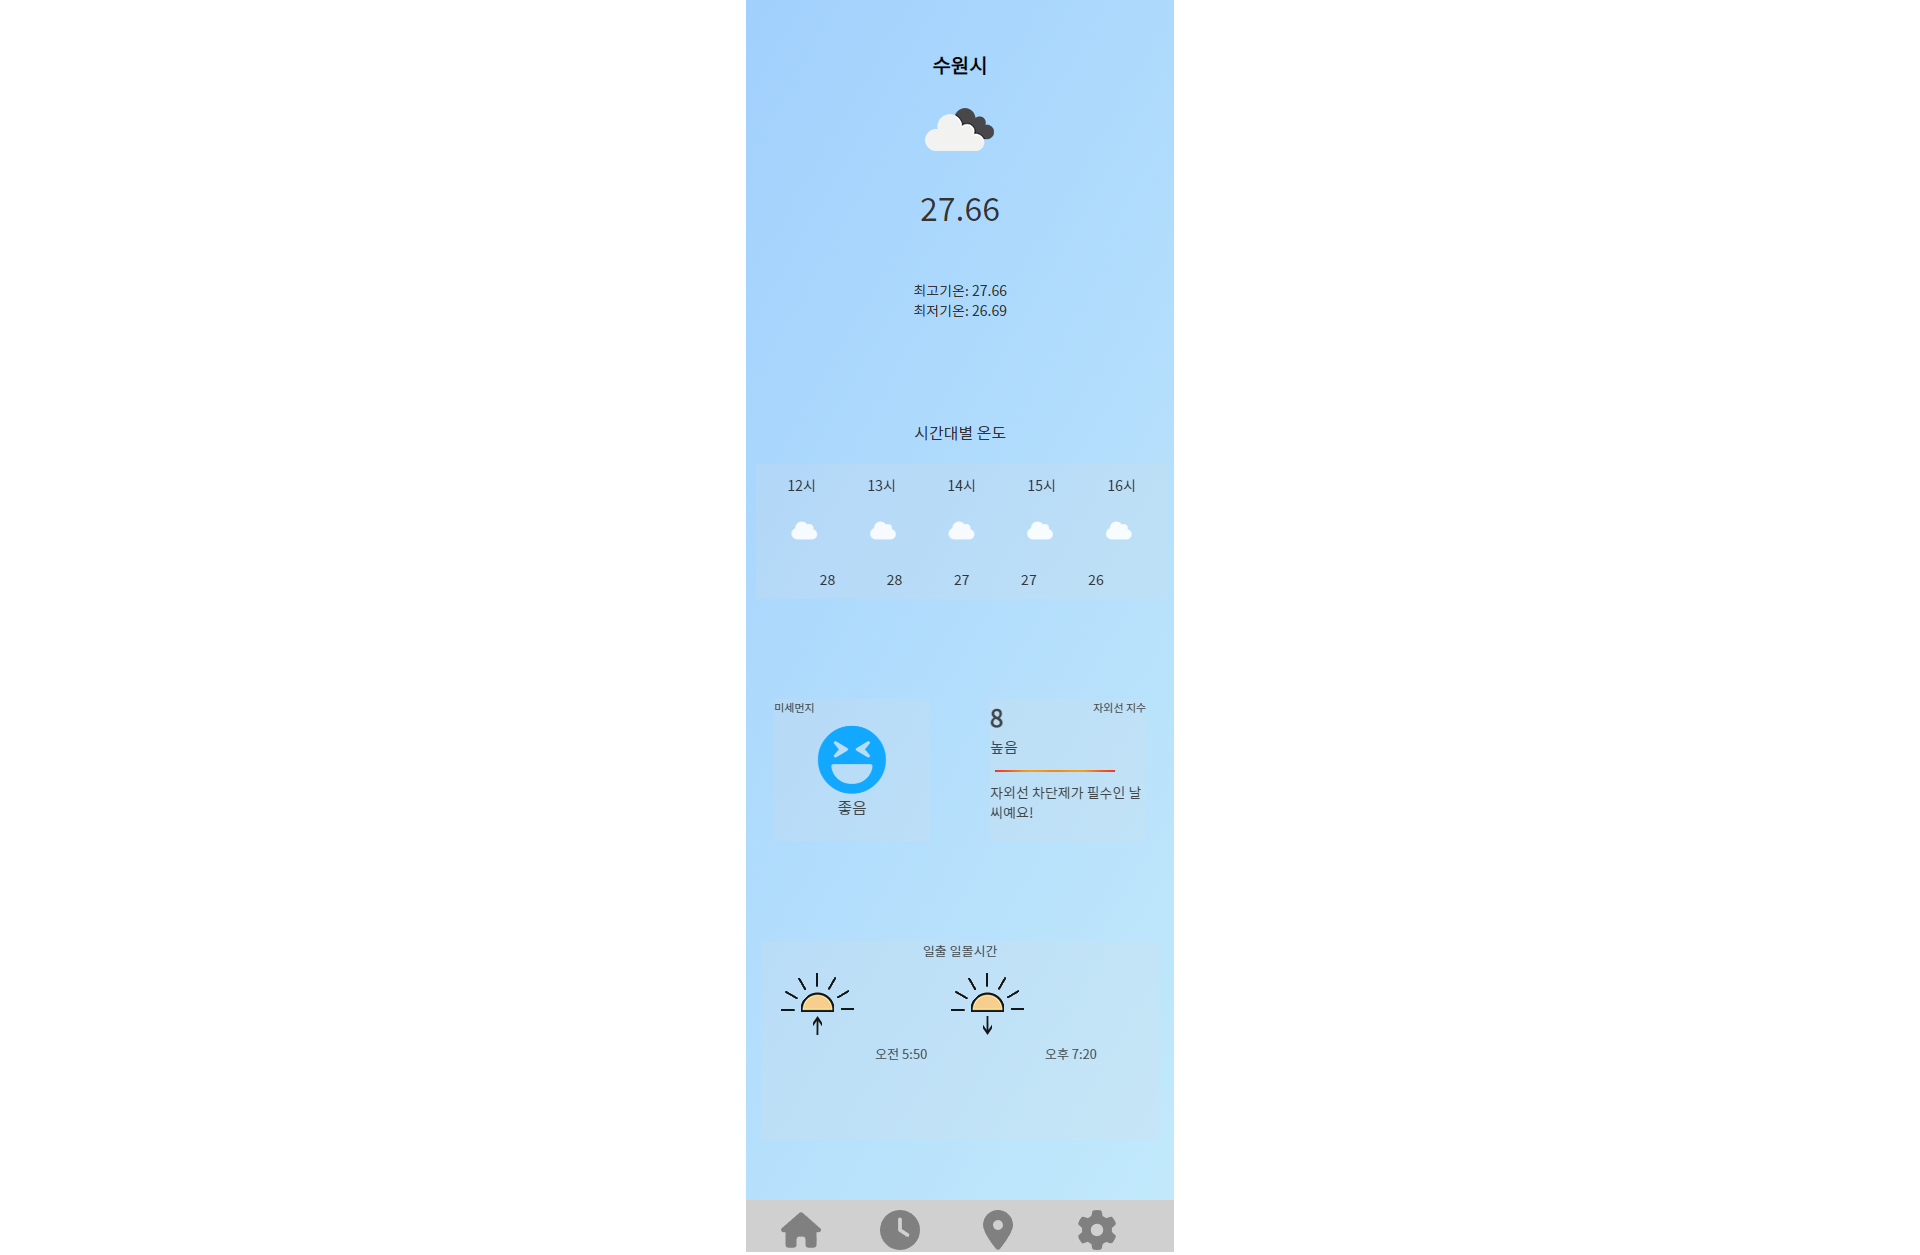 수원시
27.66
최고기온: 27.66
최저기온: 26.69
시간대별 온도
12시 13시 14시 15시 16시
28 28 27 27 26
미세먼지
좋음
8 자외선 지수
높음
자외선 차단제가 필수인 날
씨예요!
일출 일몰시간
오전 5:50 오후 7:20